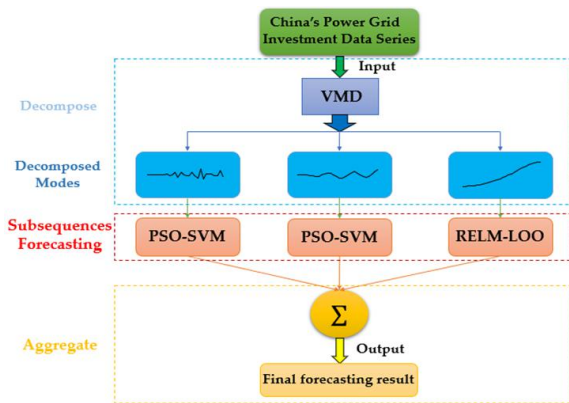 China's Power Grid
Investment Data Series
Input
Decompose
VMD
Decomposed
Modes
Subsequences
Forecasting
PSO-SVM
PSO-SVM
RELM-LOO
Σ
Aggregate
Output
Final forecasting result